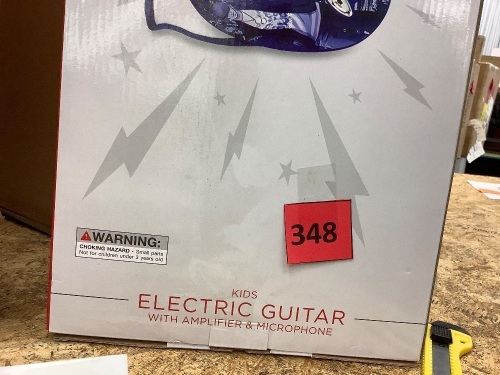 WARNING:
CHOKING HAZARD - Small parts
Not for children under 3 years old
348
KIDS
ELECTRIC GUITAR
WITH AMPLIFIER & MICROPHONE